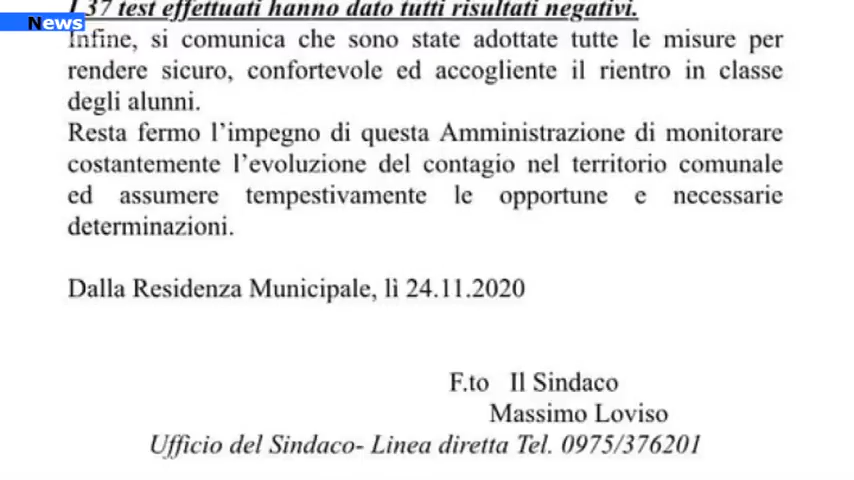 I 37 test effettuati hanno dato tutti risultati negativi.
News
Infine, si comunica che sono state adottate tutte le misure per
rendere sicuro, confortevole ed accogliente il rientro in classe
degli alunni.
Resta fermo l’impegno di questa Amministrazione di monitorare
costantemente l’evoluzione del contagio nel territorio comunale
ed assumere tempestivamente le opportune e necessarie
determinazioni.
Dalla Residenza Municipale, lì 24.11.2020
F.to Il Sindaco
Massimo Loviso
Ufficio del Sindaco- Linea diretta Tel. 0975/376201